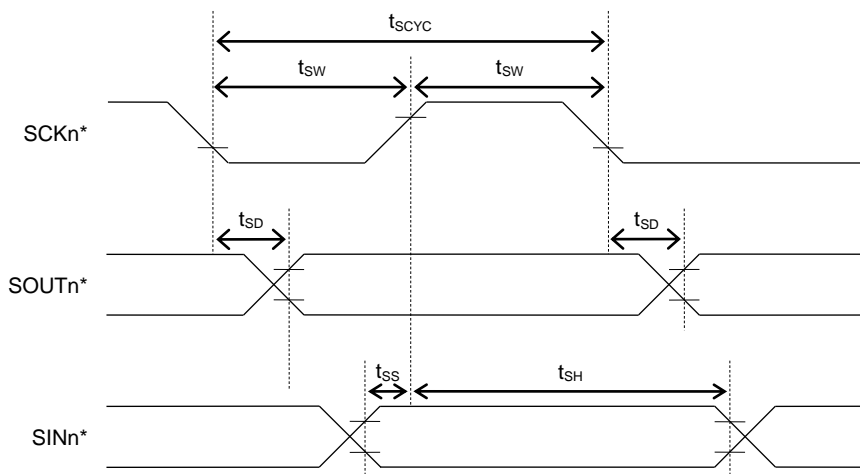 tSCYC
tSW tSW
SCKn*
tSD tSD
SOUTn*
tSS tSH
SINn*